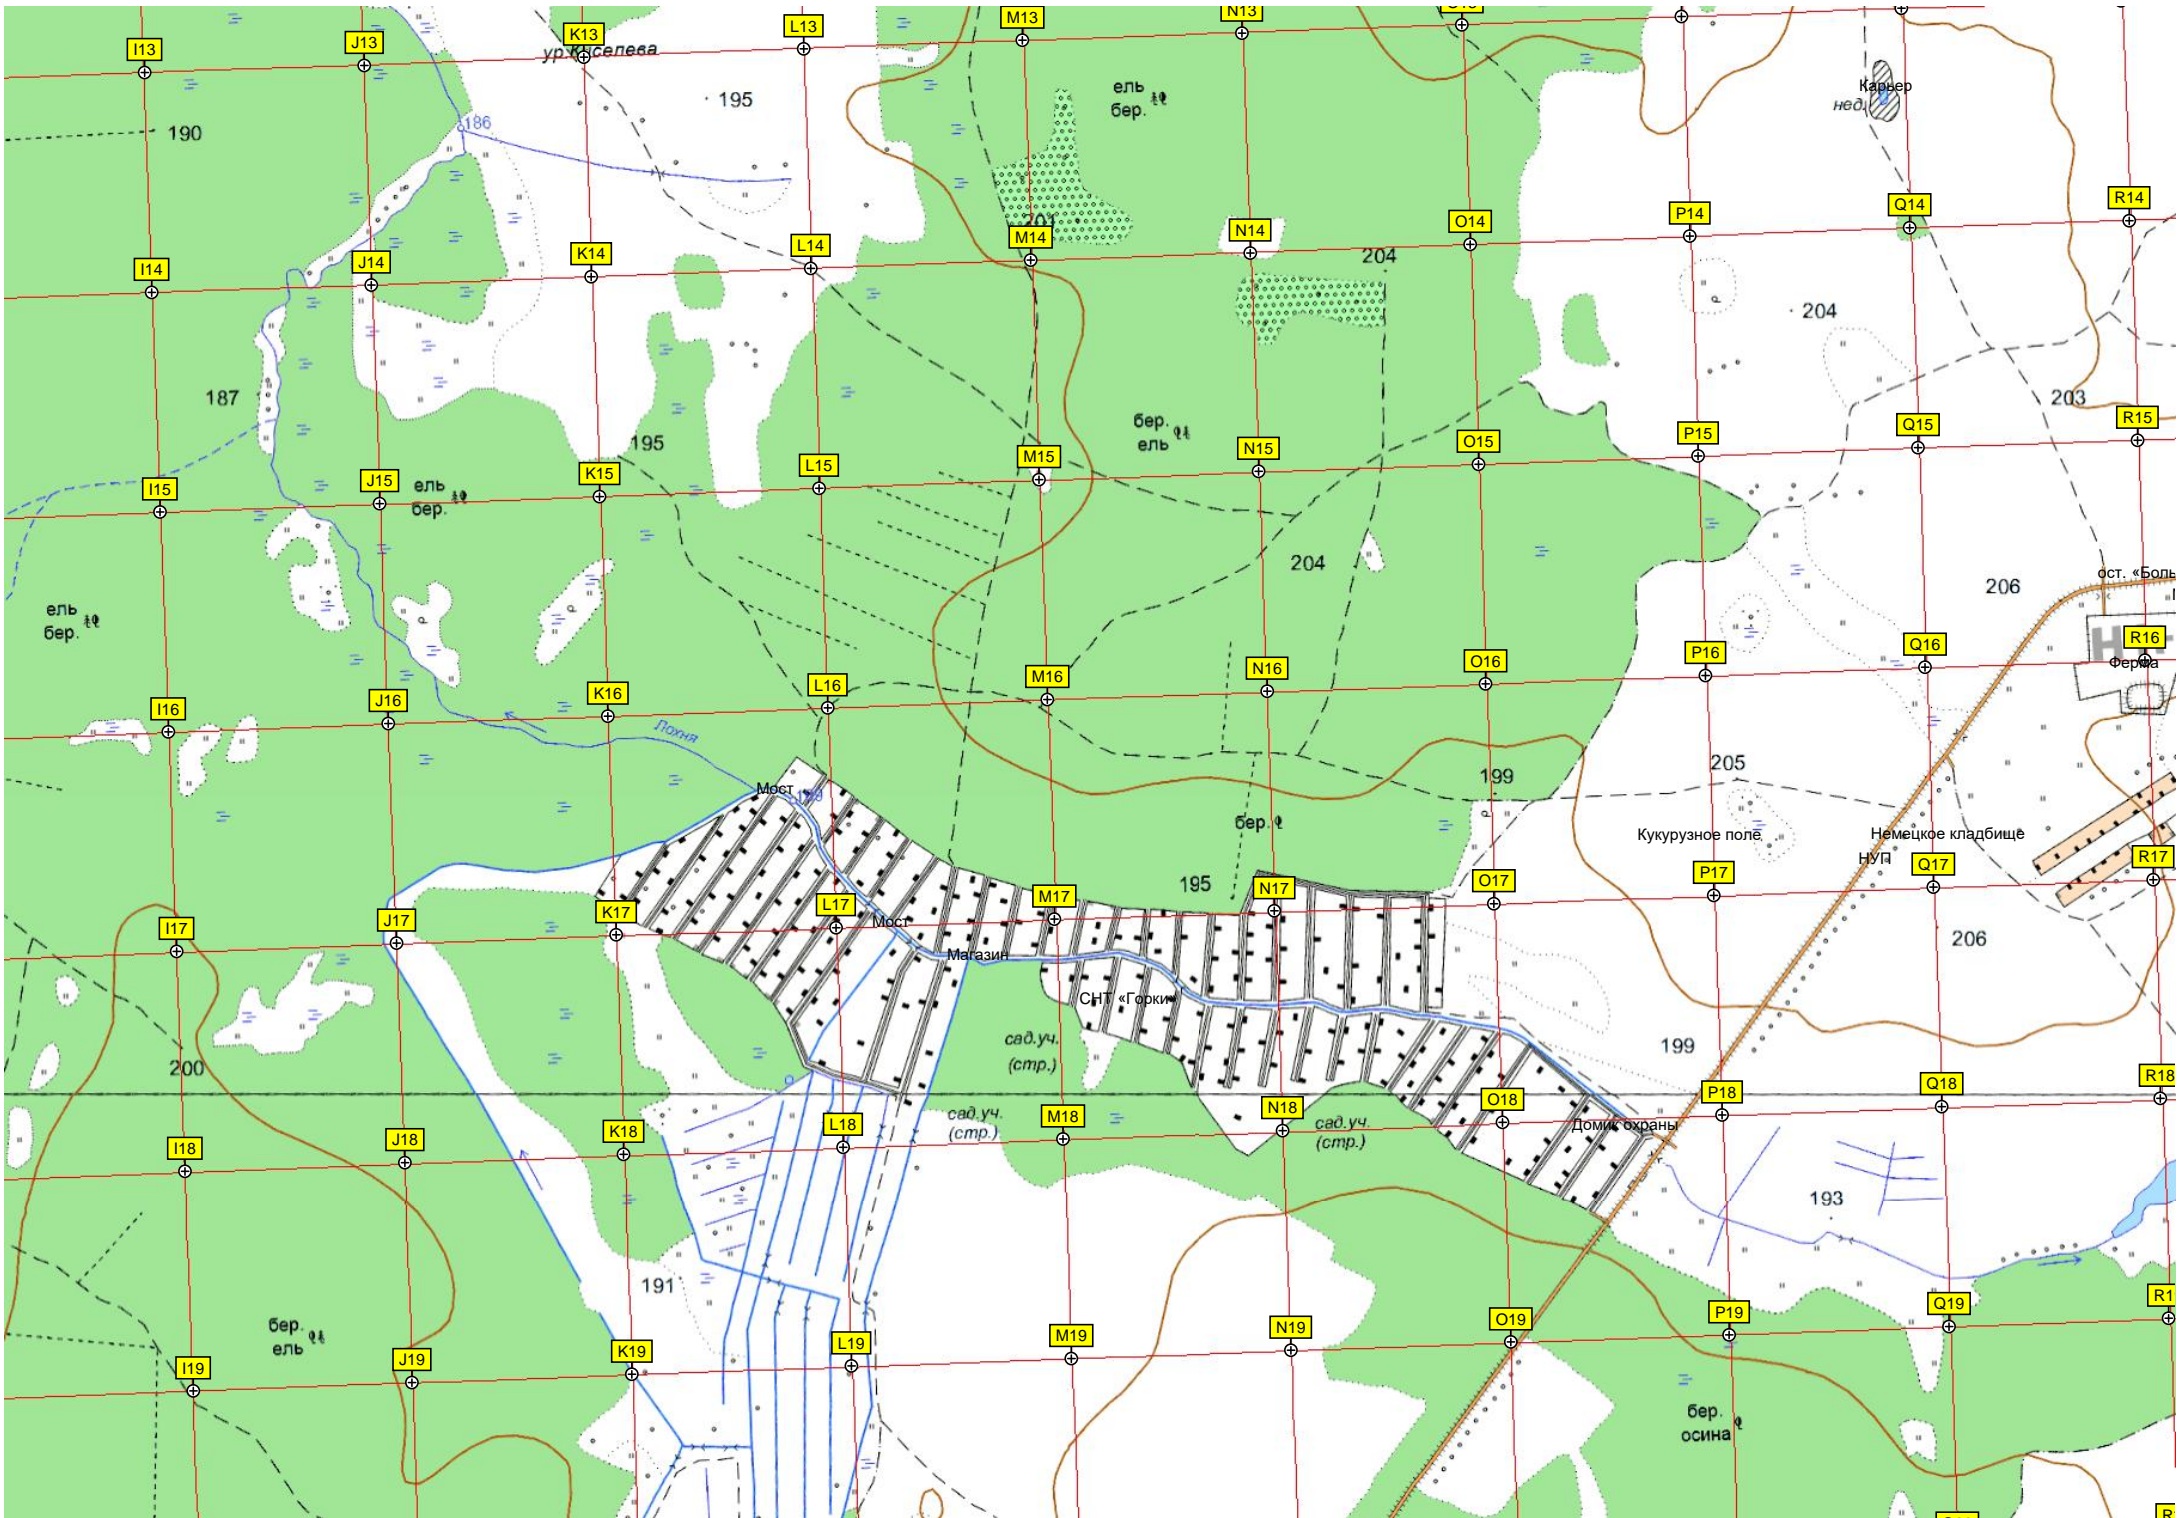 I13
J13
K13
L13
M13
N13
ур. Киселева
195
190
186
ель
бер.
Карьер
201
I14
J14
K14
L14
M14
N14
O14
P14
Q14
R14
204
204
187
195
203
бер.
ель
I15
J15
K15
L15
M15
N15
O15
P15
Q15
R15
ель
бер.
204
206
ост. «Боль
ель
бер.
I16
J16
K16
L16
M16
N16
O16
P16
Q16
R16
Ферма
Лохня
199
205
Мост
бер.
Кукурузное поле
Немецкое кладбище
НУП
195
I17
J17
K17
L17
M17
N17
O17
P17
Q17
R17
Мост
Магазин
206
СНТ «Горки»
сад.уч.
(стр.)
199
200
сад.уч.
(стр.)
сад.уч.
(стр.)
Домик охраны
I18
J18
K18
L18
M18
N18
O18
P18
Q18
R18
193
191
бер.
ель
I19
J19
K19
L19
M19
N19
O19
P19
Q19
R1
бер.
осина